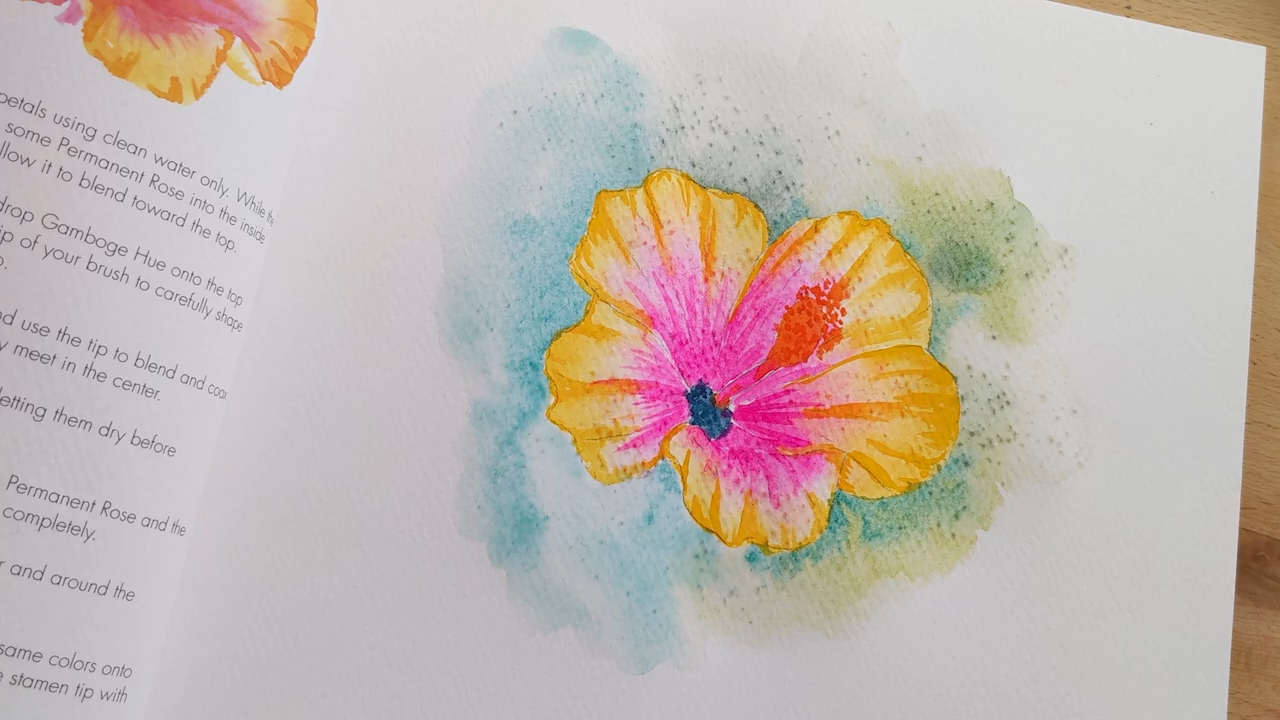 petals using clean water only. While the
some Permanent Rose into the inside
llow it to blend toward the top.
drop Gamboge Hue onto the top
ip of your brush to carefully shape
nd use the tip to blend and coax
y meet in the center.
letting them dry before
Permanent Rose and the
completely.
r and around the
same colors onto
e stamen tip with